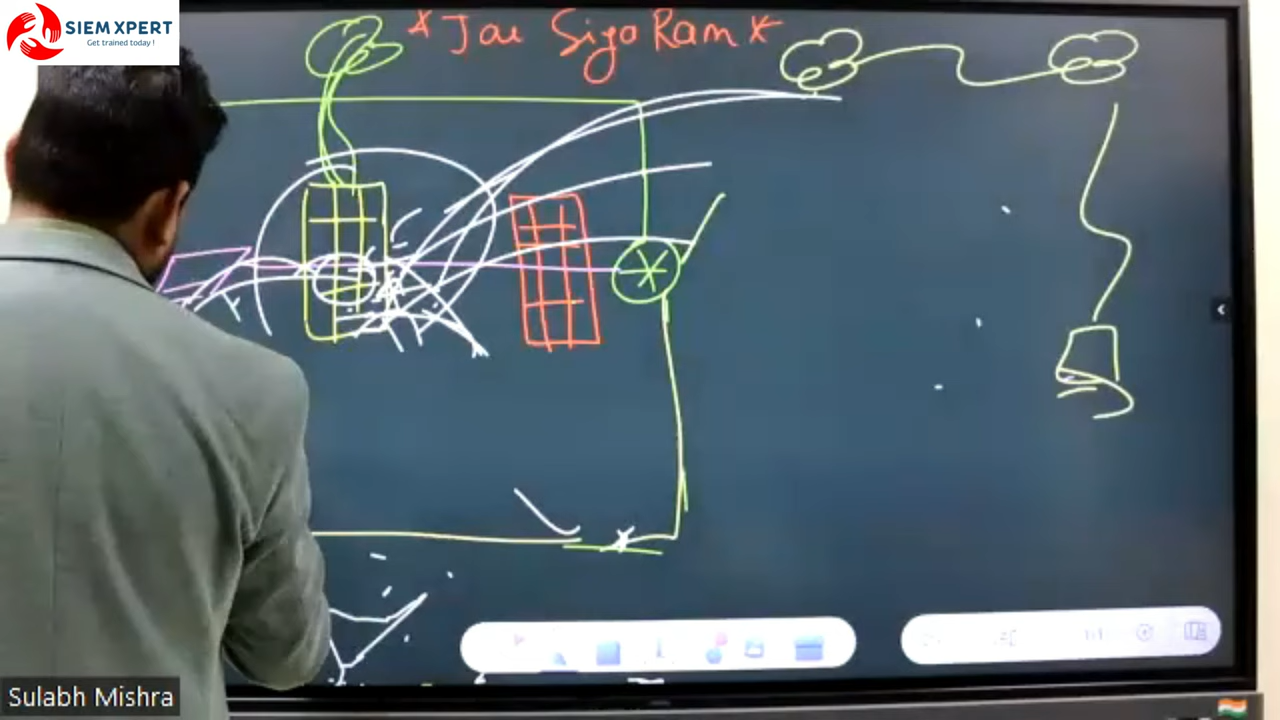 SIEM XPERT
Get trained today !
* Jai Siya Ram *
Sulabh Mishra